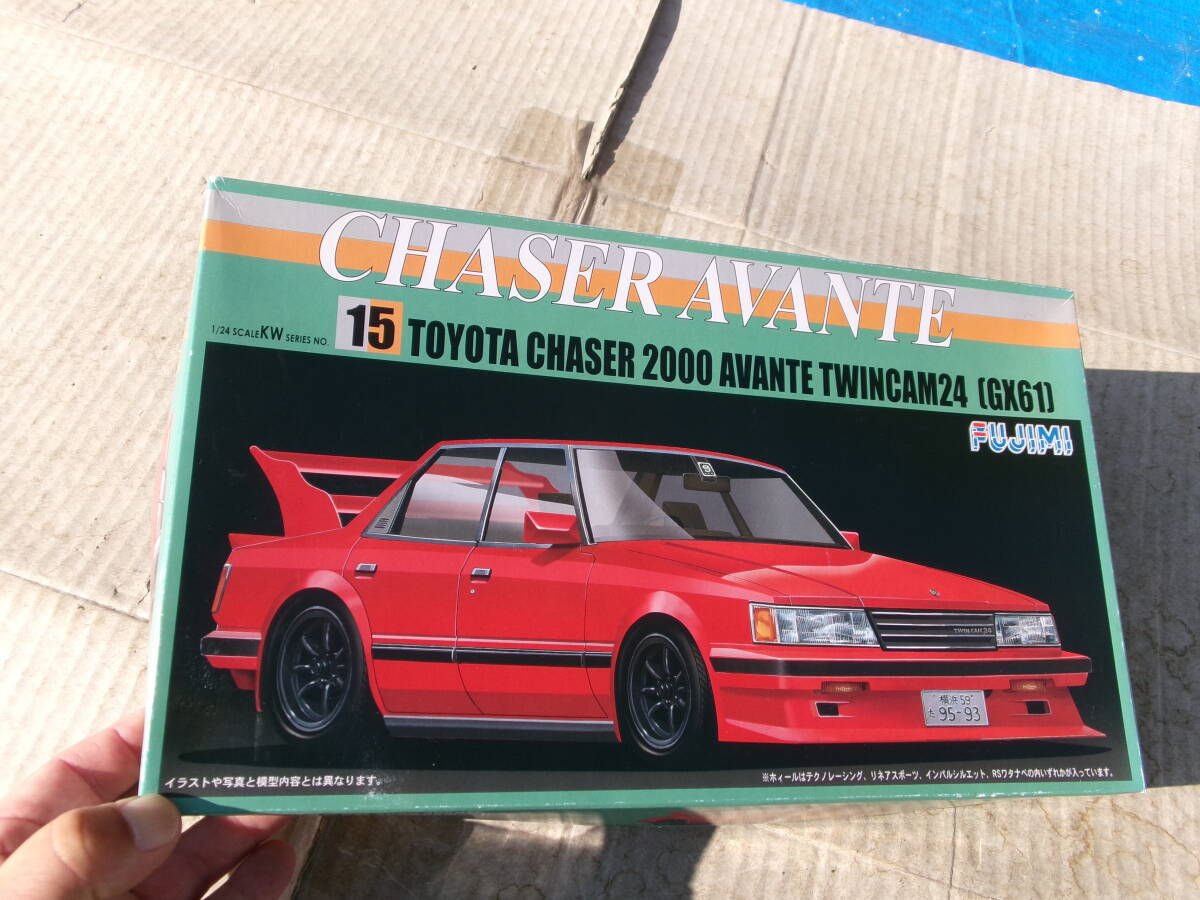 CHASER AVANTE
1/24 SCALE KW SERIES NO. 15 TOYOTA CHASER 2000 AVANTE TWINCAM24 (GX61)
FUJIMI
TWINCAM 24
横浜 59
た 95-93
イラストや写真と模型内容とは異なります。
※ホィールはテクノレーシング、リネアスポーツ、インパルシルエット、RSワタナベの内いずれかが入っています。